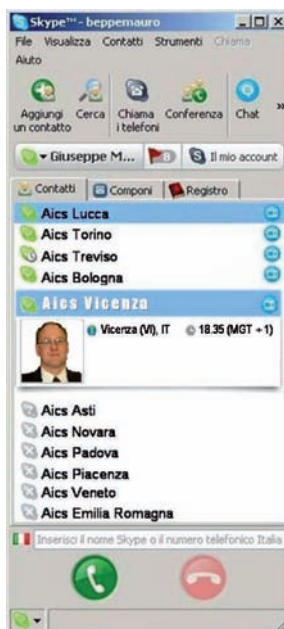 Skype™ - beppemauro
File Visualizza Contatti Strumenti Chiama
Aiuto
Aggiungi un contatto Cerca Chiama i telefoni Conferenza Chat »
Giuseppe M... 8 Il mio account
Contatti Componi Registro
Aics Lucca
Aics Torino
Aics Treviso
Aics Bologna
Aics Vicenza
Vicenza (VI), IT 18.35 (MGT +1)
Aics Asti
Aics Novara
Aics Padova
Aics Piacenza
Aics Veneto
Aics Emilia Romagna
Inserisci il nome Skype o il numero telefonico Italia